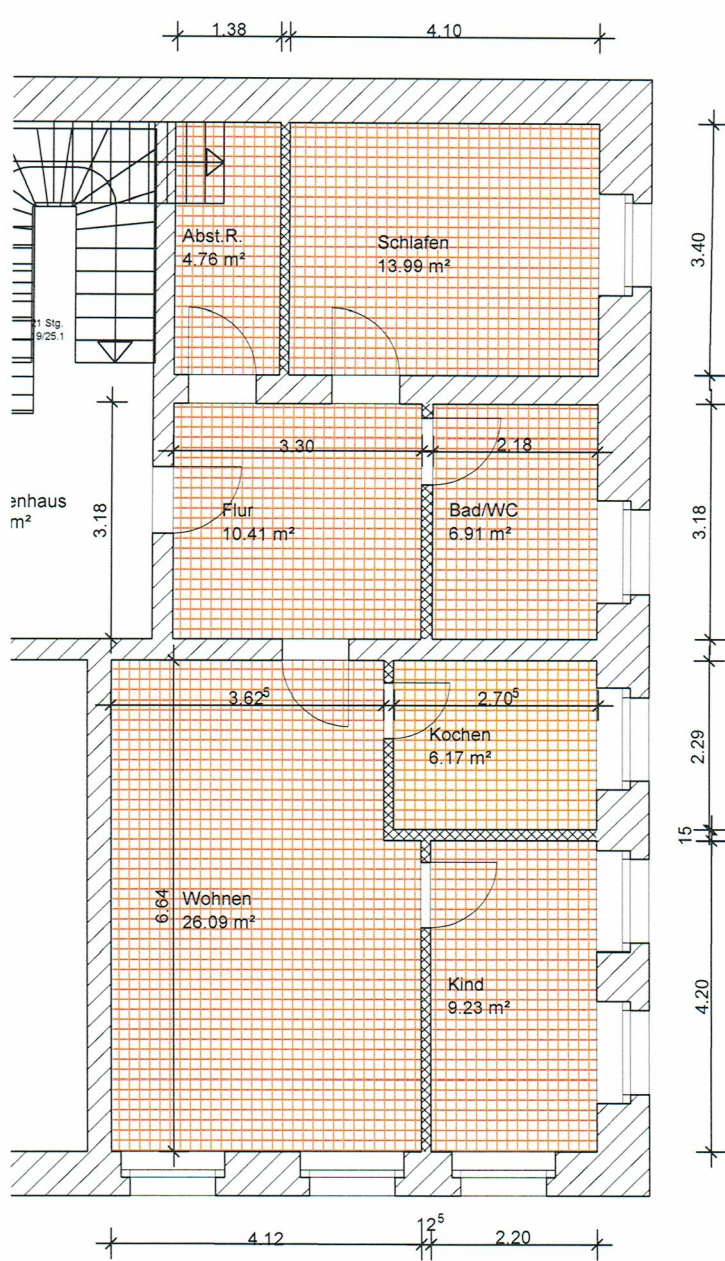 1.38
4.10
Abst.R.
4.76 m²
Schlafen
13.99 m²
3.40
21 Stg.
9/25.1
3.30
2.18
enhaus
m²
3.18
Flur
10.41 m²
Bad/WC
6.91 m²
3.18
3.62⁵
2.70⁵
Kochen
6.17 m²
2.29
15
6.64
Wohnen
26.09 m²
Kind
9.23 m²
4.20
4.12
12⁵
2.20